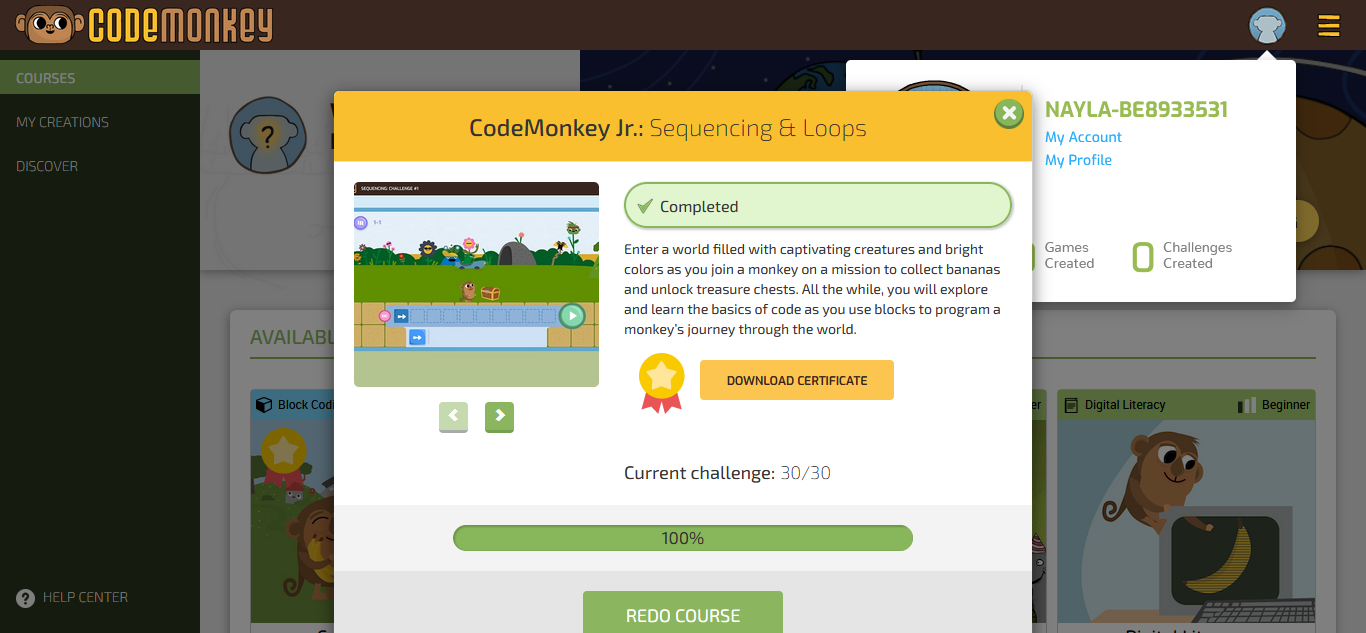 CODEMONKEY
COURSES
MY CREATIONS
DISCOVER
HELP CENTER
?
NAYLA-BE8933531
My Account
My Profile
Games
Created
0 Challenges
Created
CodeMonkey Jr.: Sequencing & Loops
SEQUENCING: CHALLENGE #1
1-1
Completed
Enter a world filled with captivating creatures and bright
colors as you join a monkey on a mission to collect bananas
and unlock treasure chests. All the while, you will explore
and learn the basics of code as you use blocks to program a
monkey's journey through the world.
DOWNLOAD CERTIFICATE
Current challenge: 30/30
100%
REDO COURSE
AVAILAB
Block Codi
er
Digital Literacy
Beginner